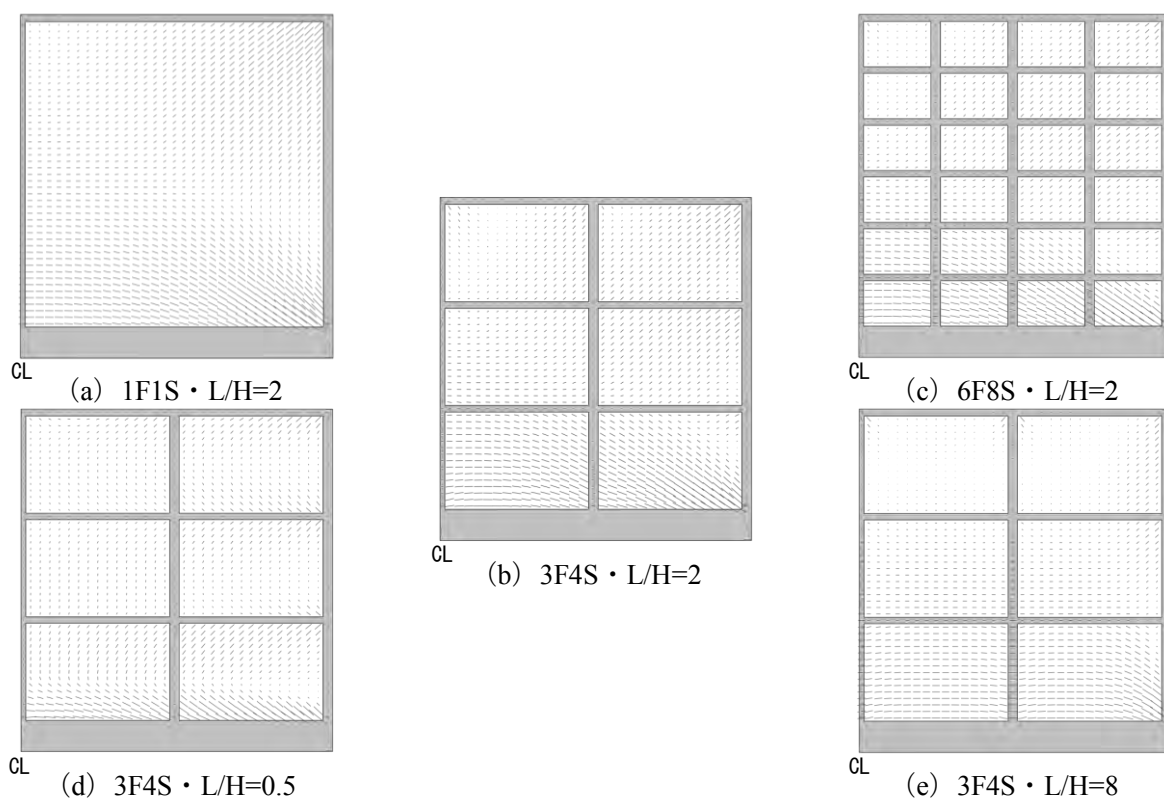 CL
(a) 1F1S・L/H=2
CL
(b) 3F4S・L/H=2
CL
(c) 6F8S・L/H=2
CL
(d) 3F4S・L/H=0.5
CL
(e) 3F4S・L/H=8